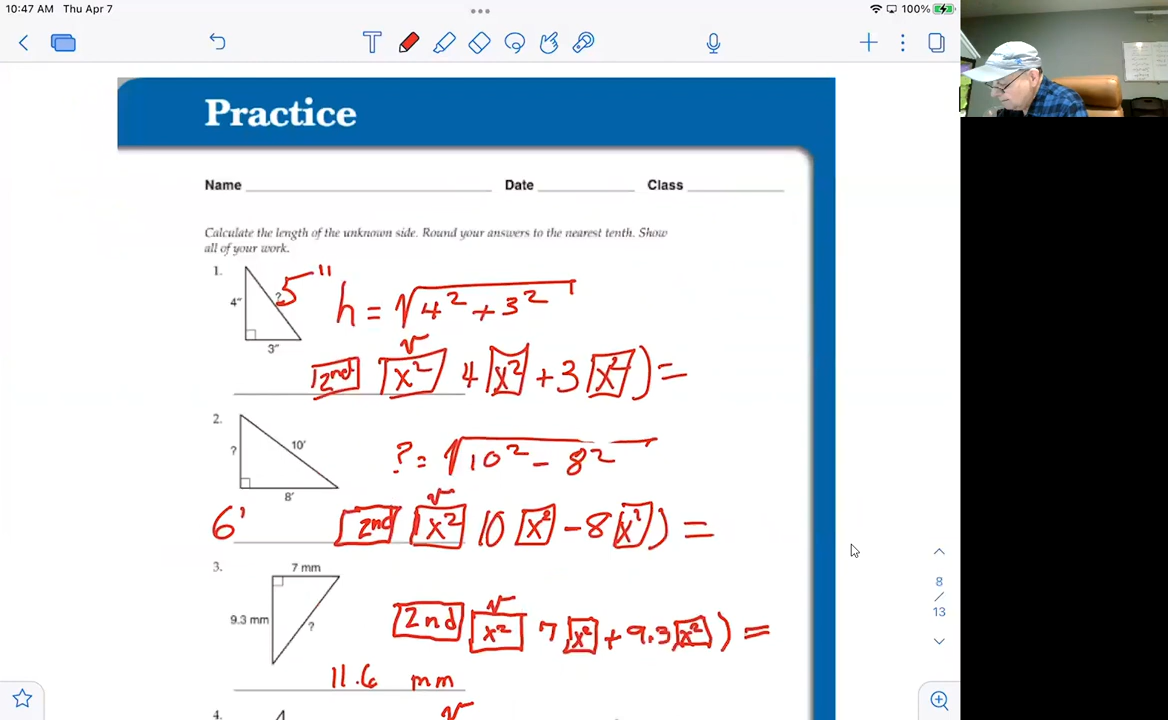 10:47 AM Thu Apr 7
100%
T
Practice
Name Date Class
Calculate the length of the unknown side. Round your answers to the nearest tenth. Show
all of your work.
1.
4" ? 5"
3"
h = √4² + 3²
√
2nd x² 4 x² + 3 x² ) =
2.
? 10'
8'
? = √10² - 8²
√
6' 2nd x² 10 x² - 8 x² ) =
3.
7 mm
9.3 mm ?
√
2nd x² 7 x² + 9.3 x² ) =
11.6 mm
4.
√
8
/
13